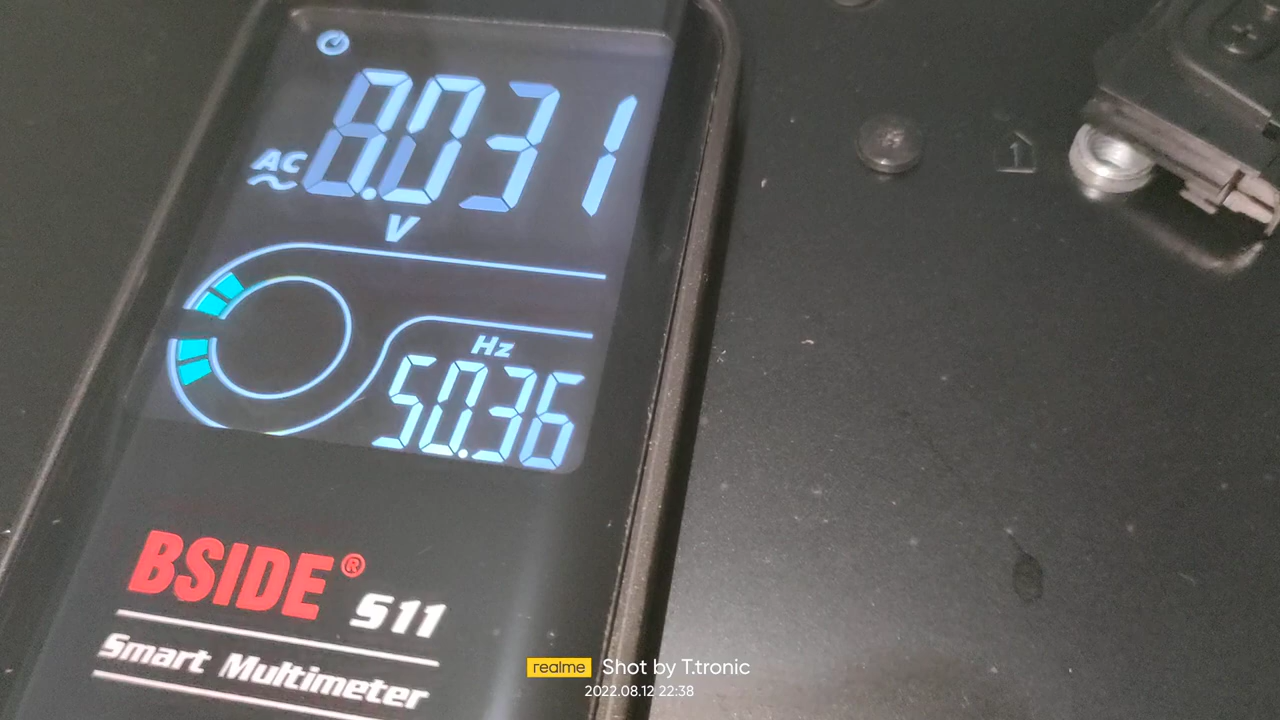 8.031
AC
V
Hz
50.36
BSIDE®
S11
Smart Multimeter
realme Shot by T.tronic
2022.08.12 22:38
1